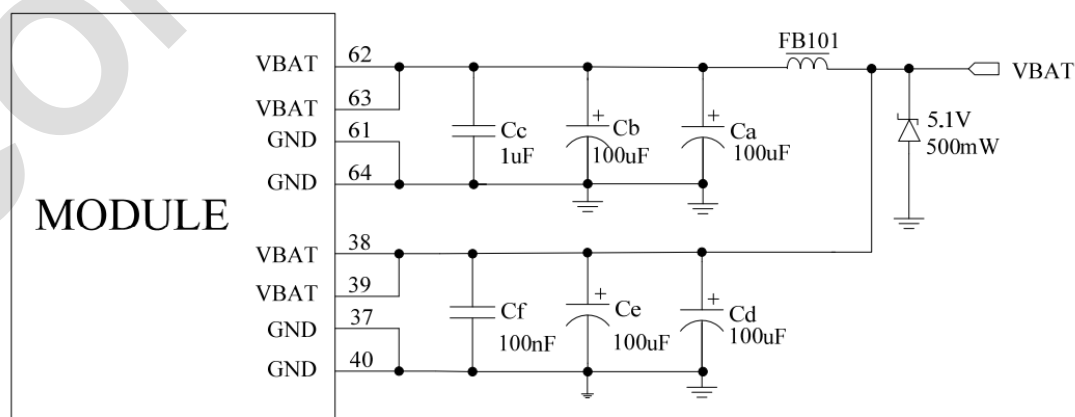 FB101
VBAT 62
VBAT
VBAT 63
5.1V
GND 61
Cc
Cb
Ca
1uF
100uF
100uF
500mW
GND 64
MODULE
VBAT 38
VBAT 39
Cf
Ce
Cd
GND 37
100nF
100uF
100uF
GND 40